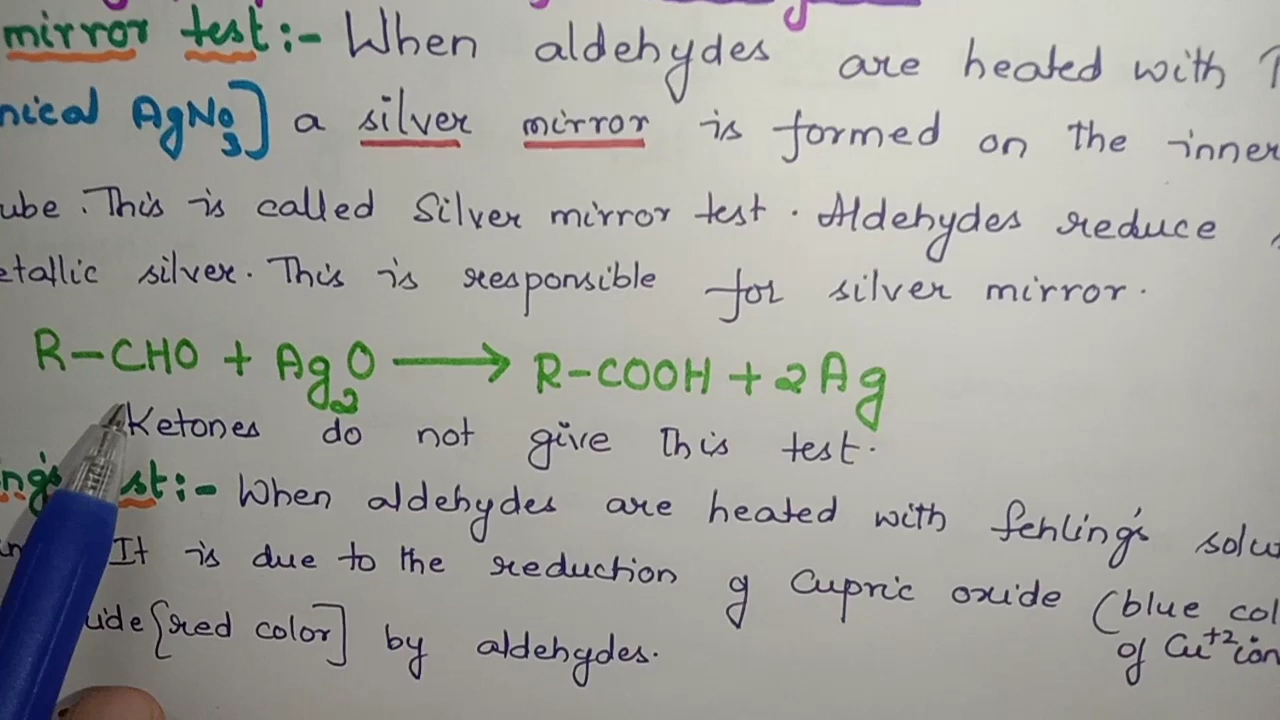 mirror test:- When aldehydes are heated with
nical AgNO3] a silver mirror is formed on the inner
ube. This is called Silver mirror test. Aldehydes reduce
etallic silver. This is responsible for silver mirror.
R-CHO + Ag2O ⟶ R-COOH + 2Ag
Ketones do not give this test.
ng's st:- When aldehydes are heated with fehling's solu
It is due to the reduction of Cupric oxide (blue col
of Cu+2 ion
ide [red color] by aldehydes.